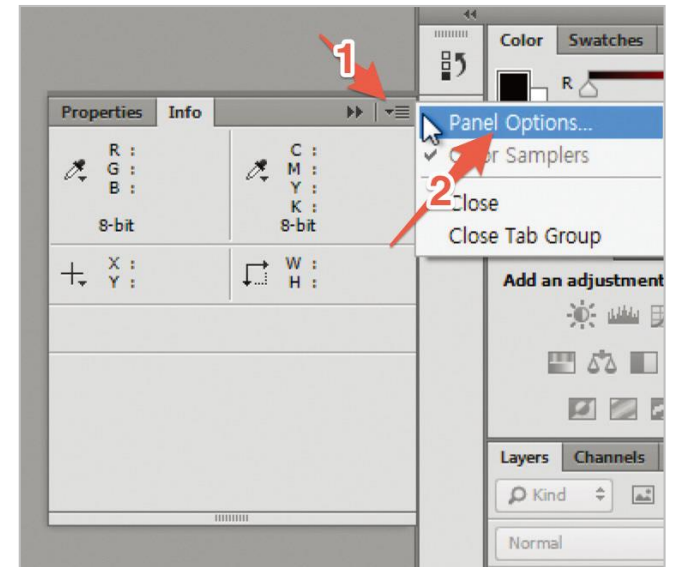 1
Color Swatches
R
Properties Info
Panel Options...
R :
G :
B :
8-bit
C :
M :
Y :
K :
8-bit
Color Samplers
2
Close
Close Tab Group
X :
Y :
W :
H :
Add an adjustment
Layers Channels
Kind
Normal